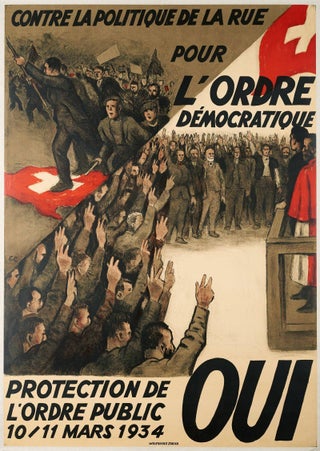 CONTRE LA POLITIQUE DE LA RUE
POUR
L'ORDRE
DÉMOCRATIQUE
PROTECTION DE
L'ORDRE PUBLIC
10/11 MARS 1934
OUI